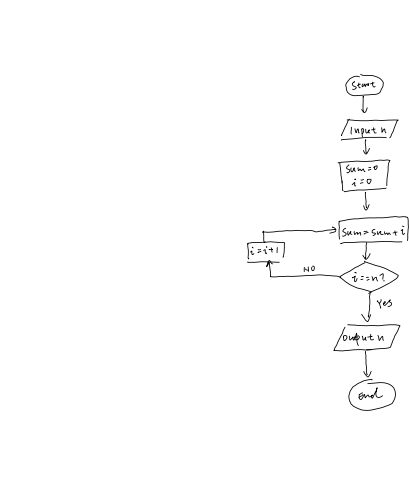 Start
Input n
Sum=0
i=0
Sum=sum+i
i=i+1
NO
i==n?
Yes
Output n
end